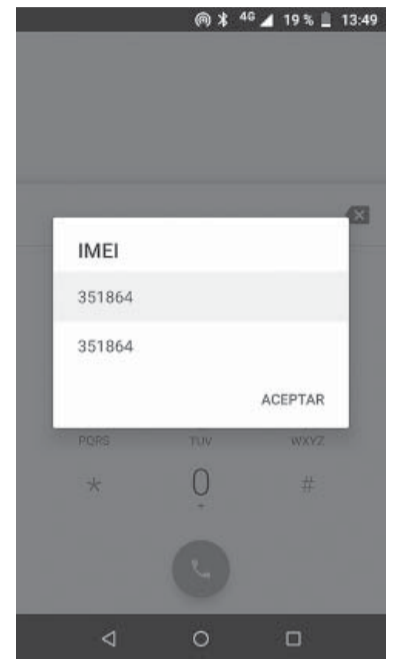 4G 19 % 13:49
IMEI
351864
351864
ACEPTAR
PQRS TUV WXYZ
* 0 #
+